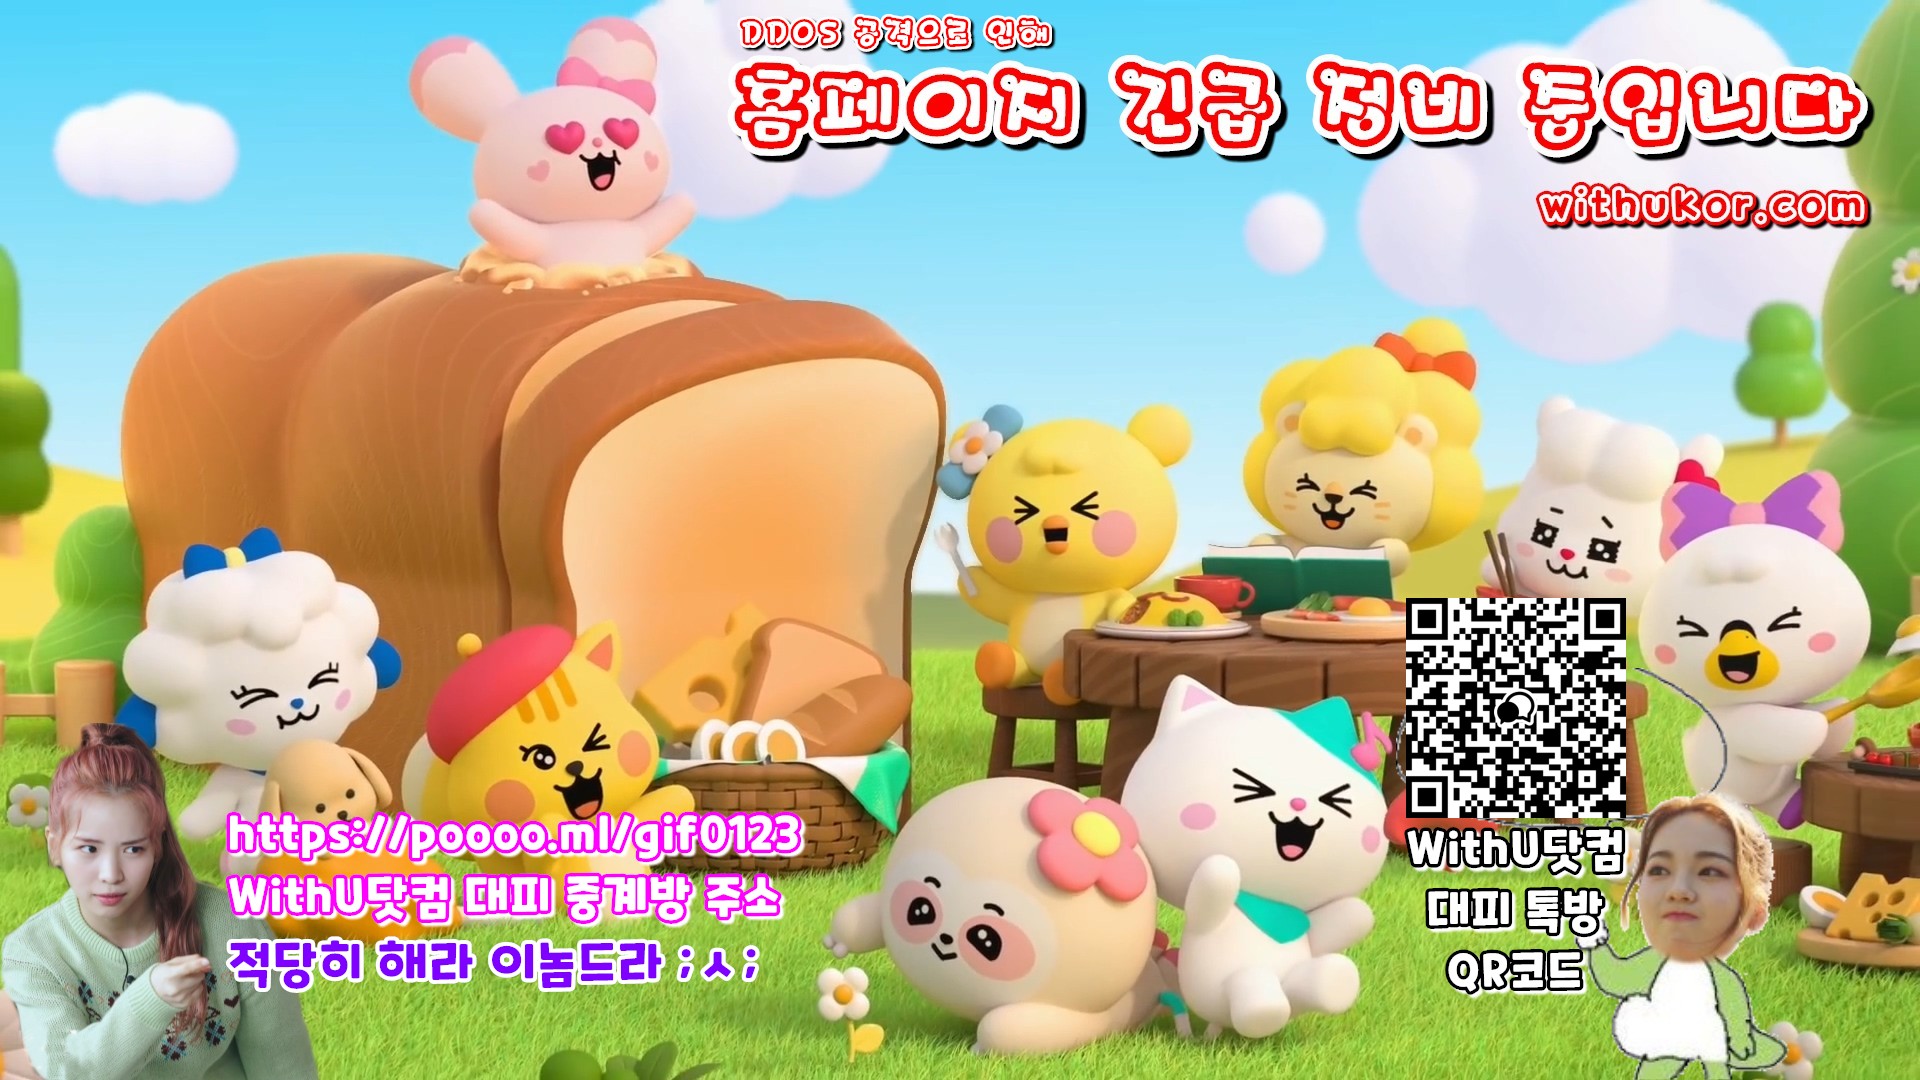 DDOS 공격으로 인해
홈페이지 긴급 정비 중입니다
withukor.com
https://poooo.ml/gif0123
WithU닷컴 대피 중계방 주소
적당히 해라 이놈드라 ;ㅅ;
WithU닷컴
대피 톡방
QR코드